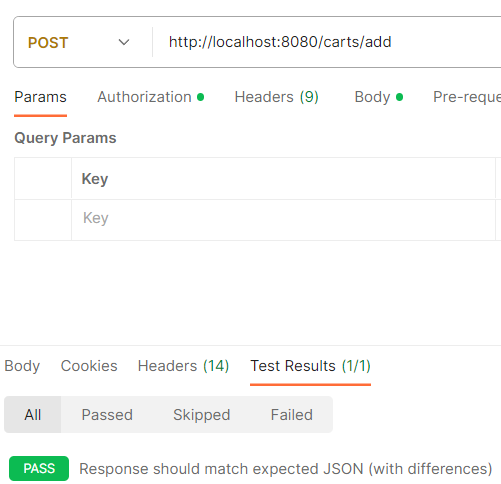 POST http://localhost:8080/carts/add
Params Authorization Headers (9) Body Pre-reque
Query Params
Key
Key
Body Cookies Headers (14) Test Results (1/1)
All Passed Skipped Failed
PASS Response should match expected JSON (with differences)